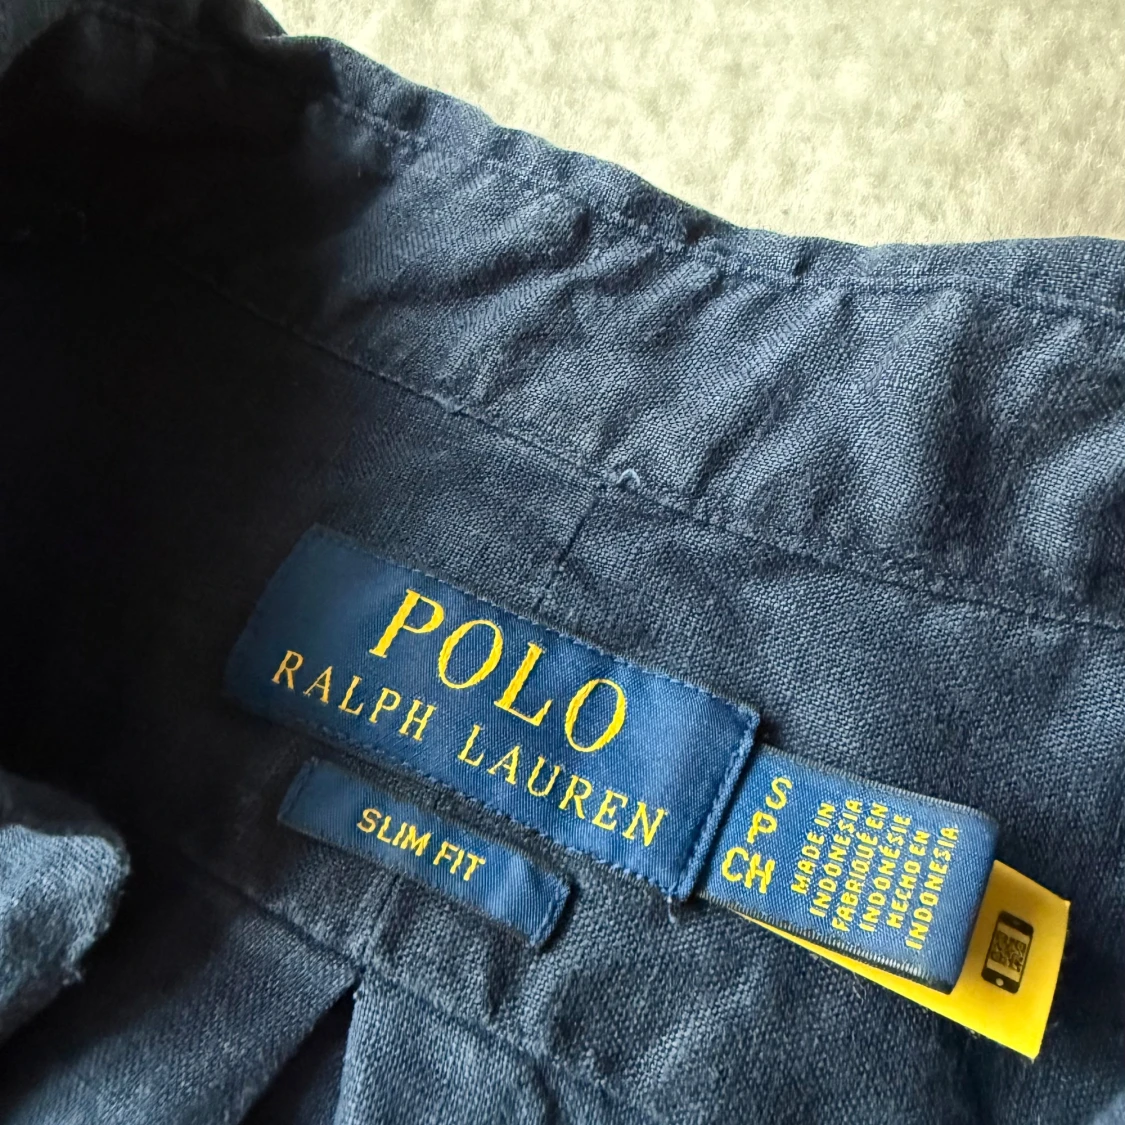 POLO
RALPH LAUREN
SLIM FIT
S
P
CH
MADE IN
INDONESIA
FABRIQUÉ EN
INDONÉSIE
HECHO EN
INDONESIA